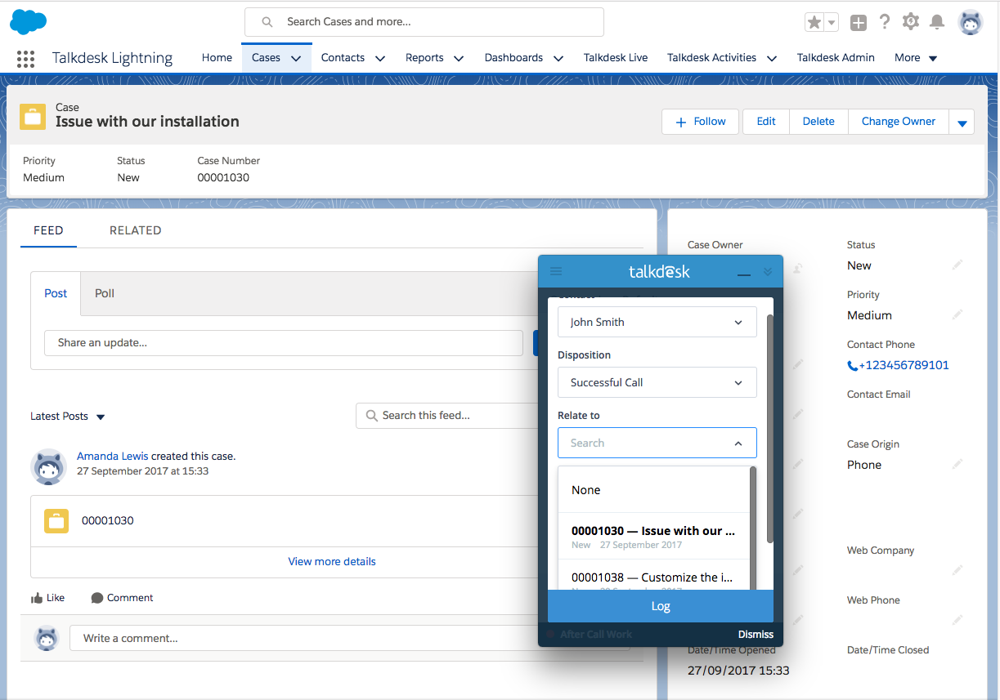 Search Cases and more...
Talkdesk Lightning
Home
Cases
Contacts
Reports
Dashboards
Talkdesk Live
Talkdesk Activities
Talkdesk Admin
More
Case
Issue with our installation
Follow
Edit
Delete
Change Owner
Priority
Status
Case Number
Medium
New
00001030
FEED
RELATED
Post
Poll
Share an update...
Latest Posts
Search this feed...
Amanda Lewis created this case.
27 September 2017 at 15:33
00001030
View more details
Like
Comment
Write a comment...
talkdesk
John Smith
Disposition
Successful Call
Relate to
Search
None
00001030 — Issue with our ...
New 27 September 2017
00001038 — Customize the i...
Log
After Call Work
Dismiss
Case Owner
Status
New
Priority
Medium
Contact Phone
+123456789101
Contact Email
Case Origin
Phone
Web Company
Web Phone
Date/Time Opened
Date/Time Closed
27/09/2017 15:33